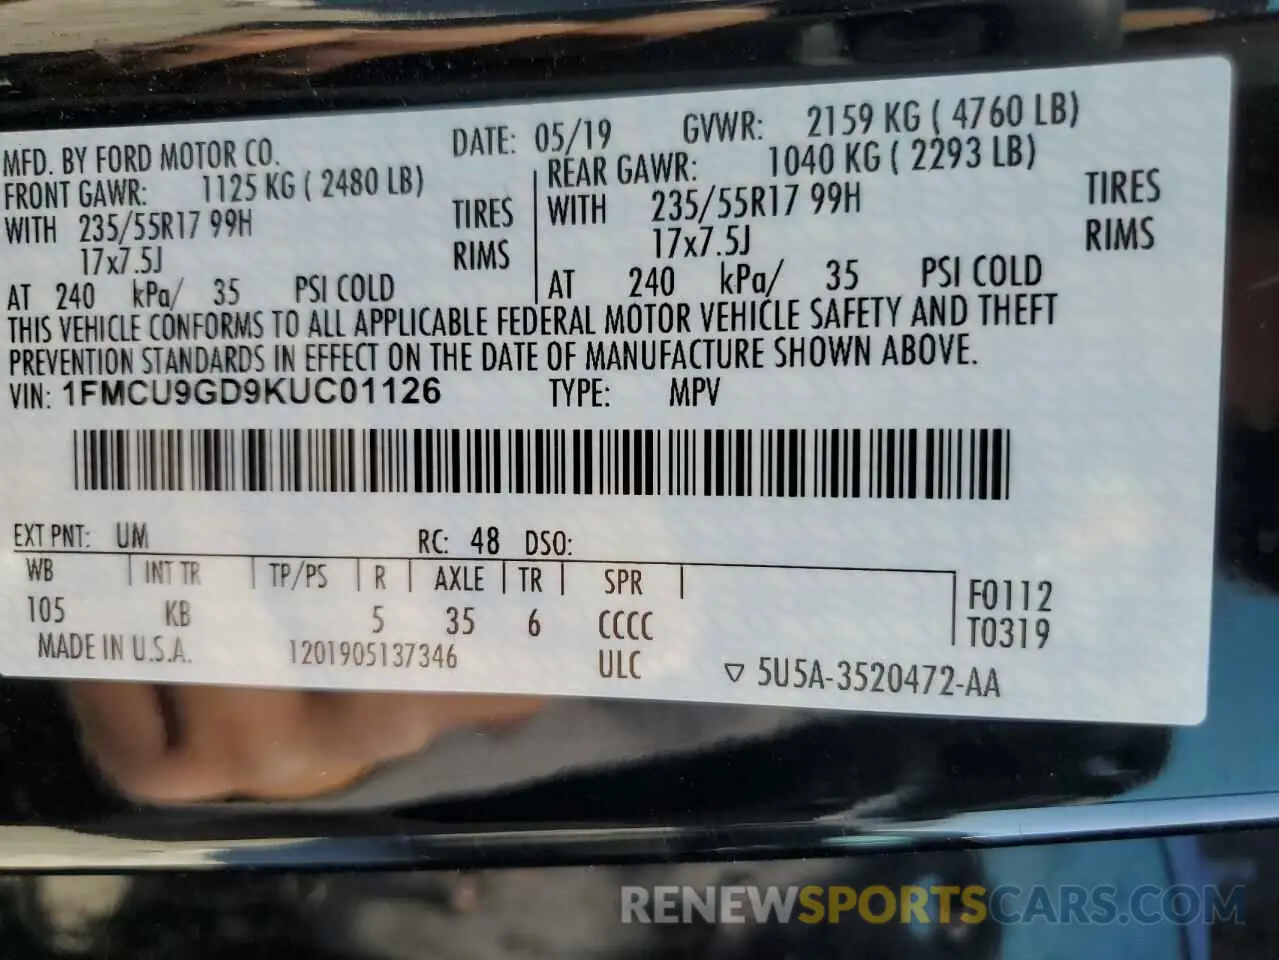 MFD. BY FORD MOTOR CO. DATE: 05/19 GVWR: 2159 KG ( 4760 LB)
FRONT GAWR: 1125 KG ( 2480 LB) REAR GAWR: 1040 KG ( 2293 LB)
WITH 235/55R17 99H TIRES WITH 235/55R17 99H TIRES
17x7.5J RIMS 17x7.5J RIMS
AT 240 kPa/ 35 PSI COLD AT 240 kPa/ 35 PSI COLD
THIS VEHICLE CONFORMS TO ALL APPLICABLE FEDERAL MOTOR VEHICLE SAFETY AND THEFT
PREVENTION STANDARDS IN EFFECT ON THE DATE OF MANUFACTURE SHOWN ABOVE.
VIN: 1FMCU9GD9KUC01126 TYPE: MPV
EXT PNT: UM RC: 48 DSO:
WB INT TR TP/PS R AXLE TR SPR F0112
105 KB 5 35 6 CCCC T0319
MADE IN U.S.A. 1201905137346 ULC ▽ 5U5A-3520472-AA
RENEWSPORTSCARS.COM